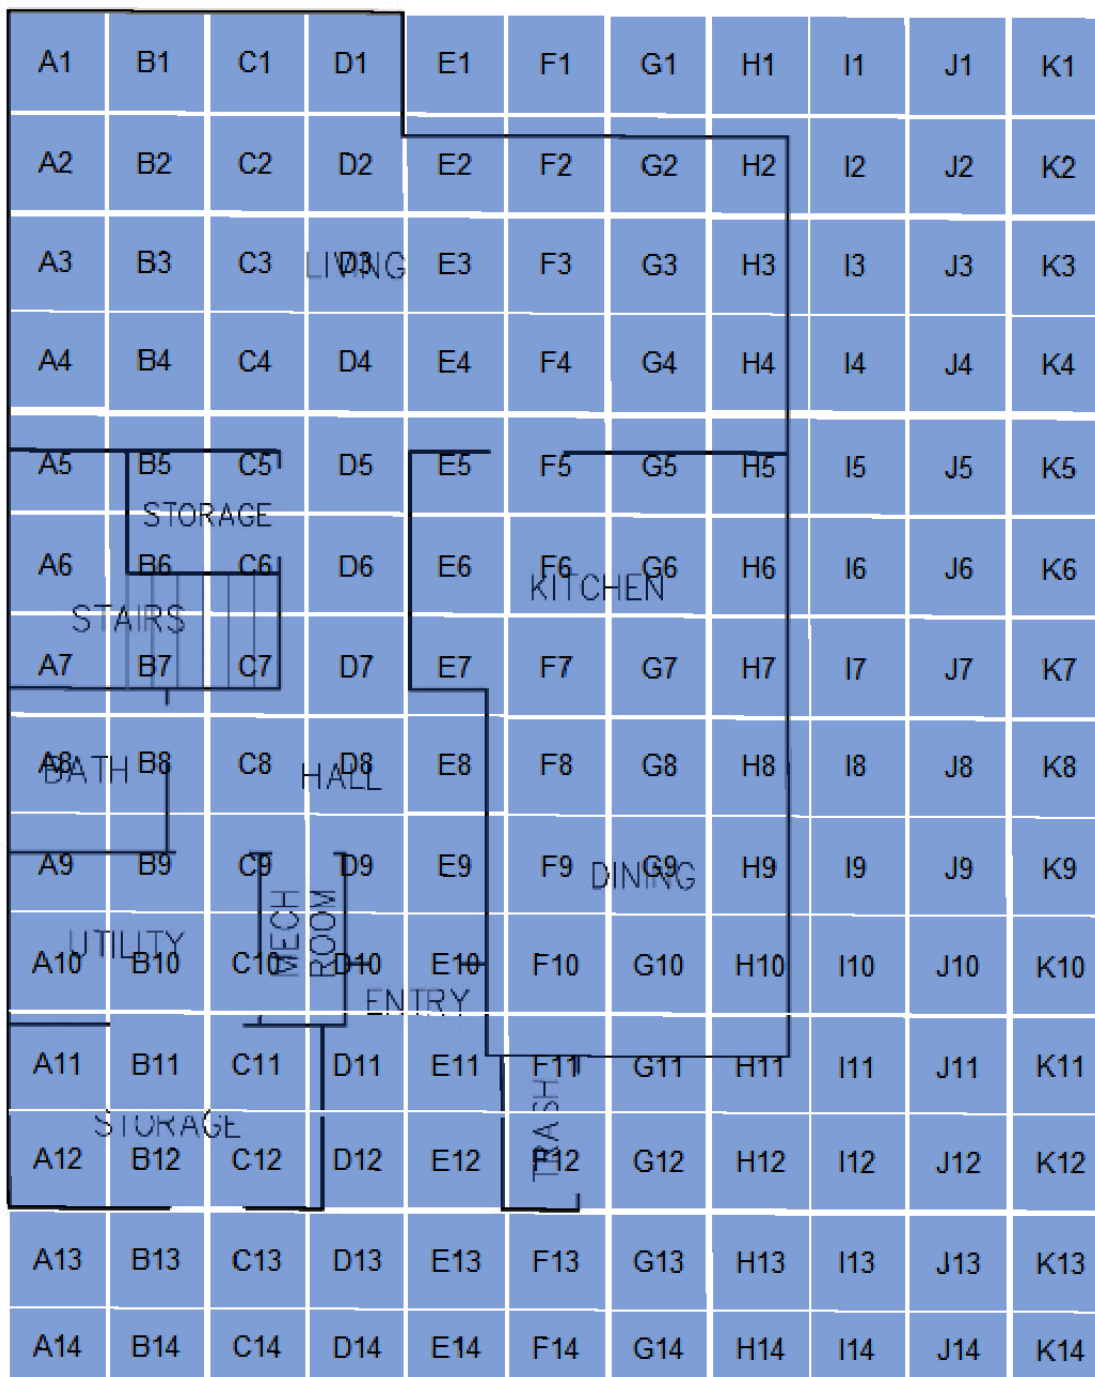 A1 B1 C1 D1 E1 F1 G1 H1 I1 J1 K1
A2 B2 C2 D2 E2 F2 G2 H2 I2 J2 K2
A3 B3 C3 D3 E3 F3 G3 H3 I3 J3 K3
LIVING
A4 B4 C4 D4 E4 F4 G4 H4 I4 J4 K4
A5 B5 C5 D5 E5 F5 G5 H5 I5 J5 K5
STORAGE
A6 B6 C6 D6 E6 F6 G6 H6 I6 J6 K6
KITCHEN
STAIRS
A7 B7 C7 D7 E7 F7 G7 H7 I7 J7 K7
A8 B8 C8 D8 E8 F8 G8 H8 I8 J8 K8
BATH HALL
A9 B9 C9 D9 E9 F9 G9 H9 I9 J9 K9
DINING
MECH
ROOM
UTILITY
A10 B10 C10 D10 E10 F10 G10 H10 I10 J10 K10
ENTRY
A11 B11 C11 D11 E11 F11 G11 H11 I11 J11 K11
TRASH
STORAGE
A12 B12 C12 D12 E12 F12 G12 H12 I12 J12 K12
A13 B13 C13 D13 E13 F13 G13 H13 I13 J13 K13
A14 B14 C14 D14 E14 F14 G14 H14 I14 J14 K14